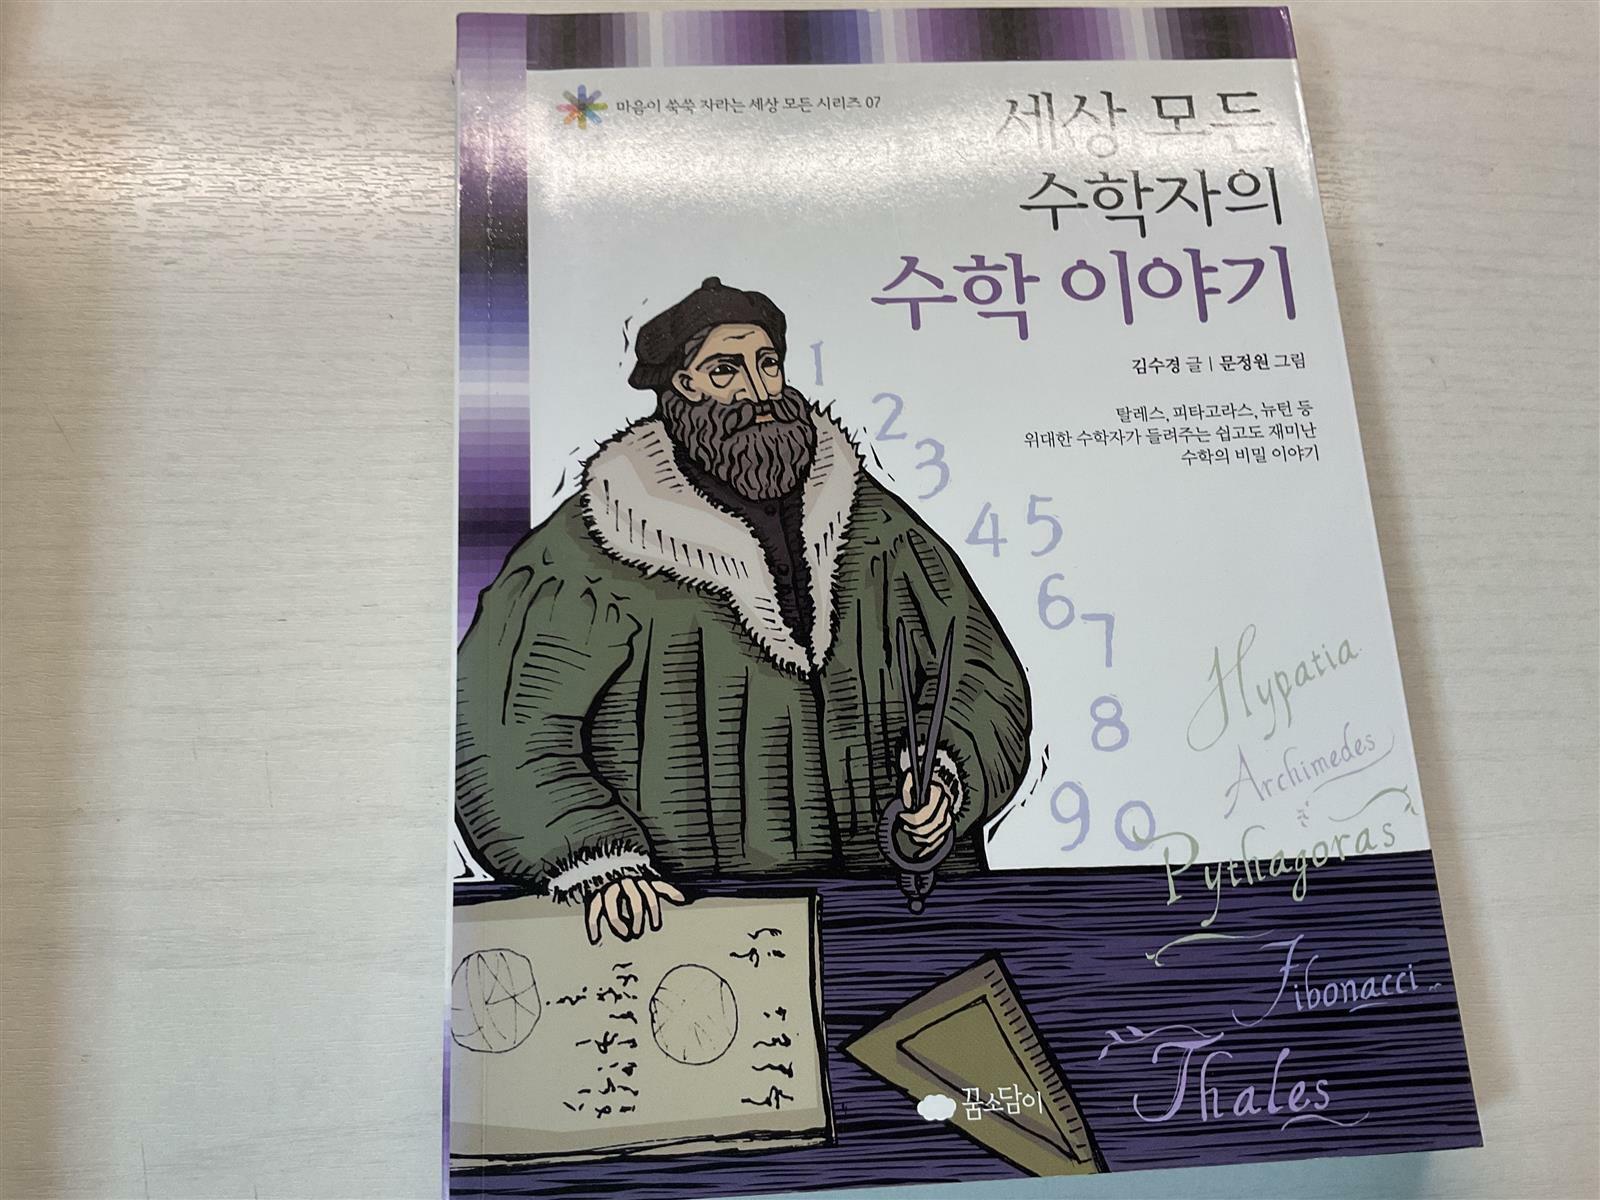 마음이 쑥쑥 자라는 세상 모든 시리즈 07
세상 모든
수학자의
수학 이야기
김수경 글 | 문정원 그림
탈레스, 피타고라스, 뉴턴 등
위대한 수학자가 들려주는 쉽고도 재미난
수학의 비밀 이야기
1
2
3
4 5
6
7
8
9 0
Hypatia
Archimedes
Pythagoras
Fibonacci
Thales
꿈소담이